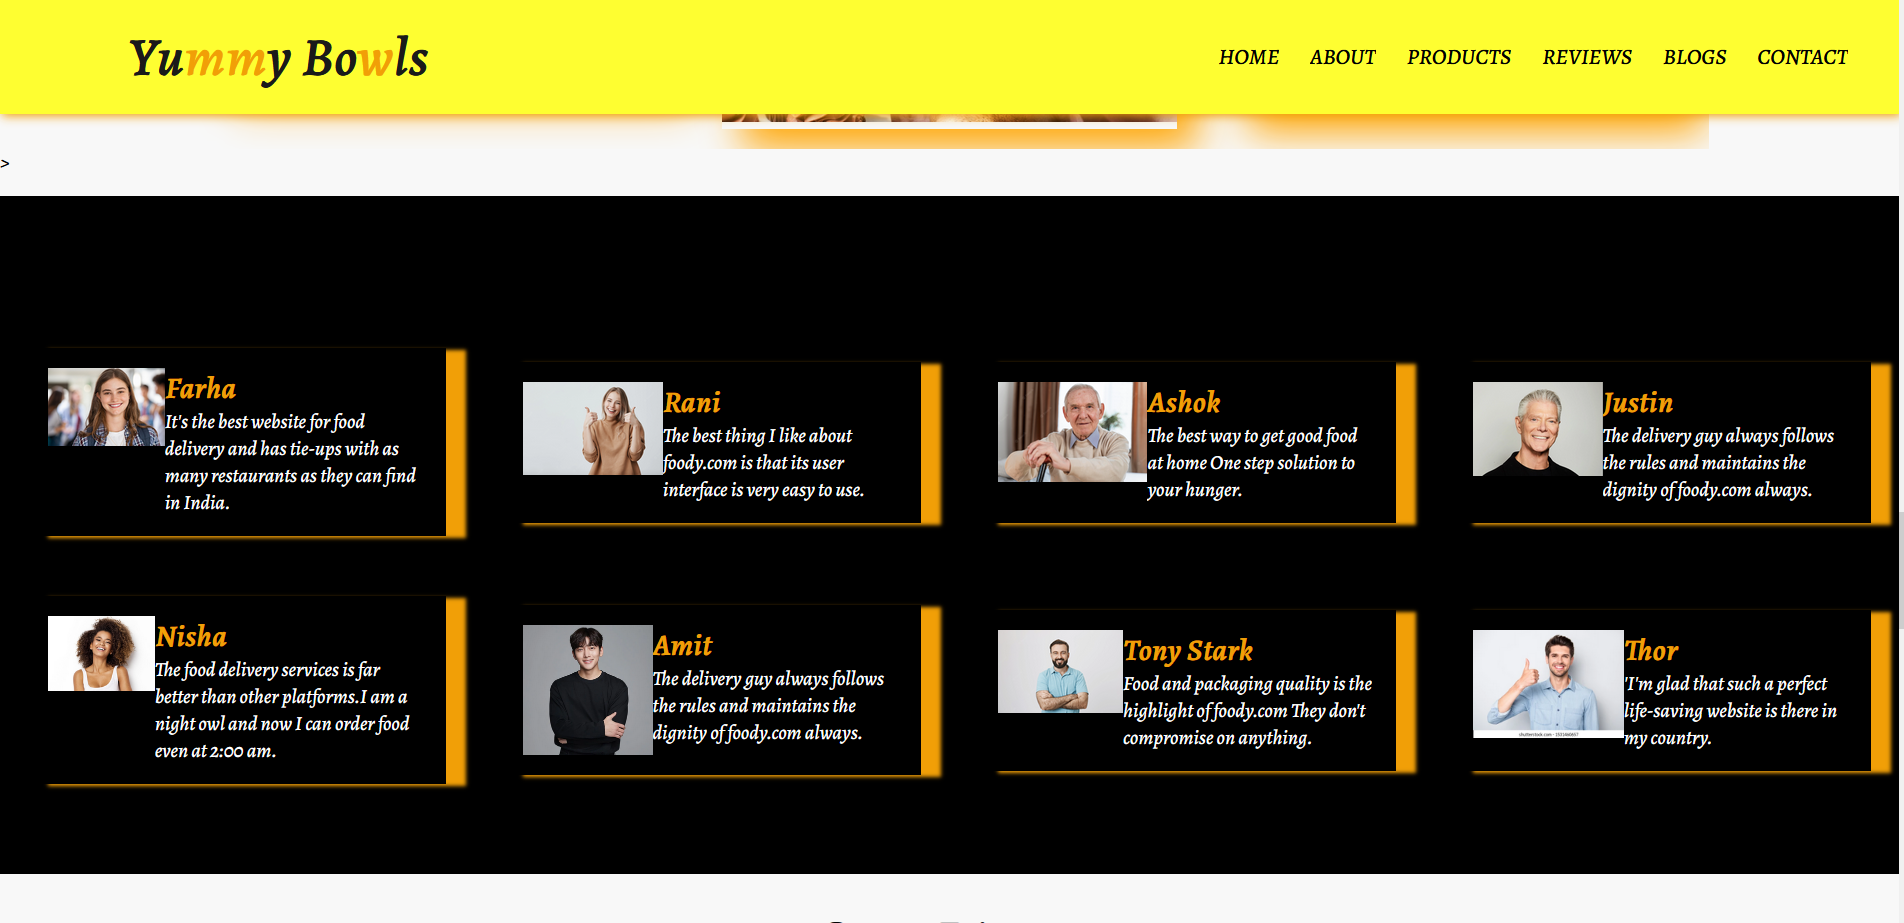 Yummy Bowls
HOME ABOUT PRODUCTS REVIEWS BLOGS CONTACT
>
Farha
It's the best website for food
delivery and has tie-ups with as
many restaurants as they can find
in India.
Rani
The best thing I like about
foody.com is that its user
interface is very easy to use.
Ashok
The best way to get good food
at home One step solution to
your hunger.
Justin
The delivery guy always follows
the rules and maintains the
dignity of foody.com always.
Nisha
The food delivery services is far
better than other platforms.I am a
night owl and now I can order food
even at 2:00 am.
Amit
The delivery guy always follows
the rules and maintains the
dignity of foody.com always.
Tony Stark
Food and packaging quality is the
highlight of foody.com They don't
compromise on anything.
Thor
'I'm glad that such a perfect
life-saving website is there in
my country.